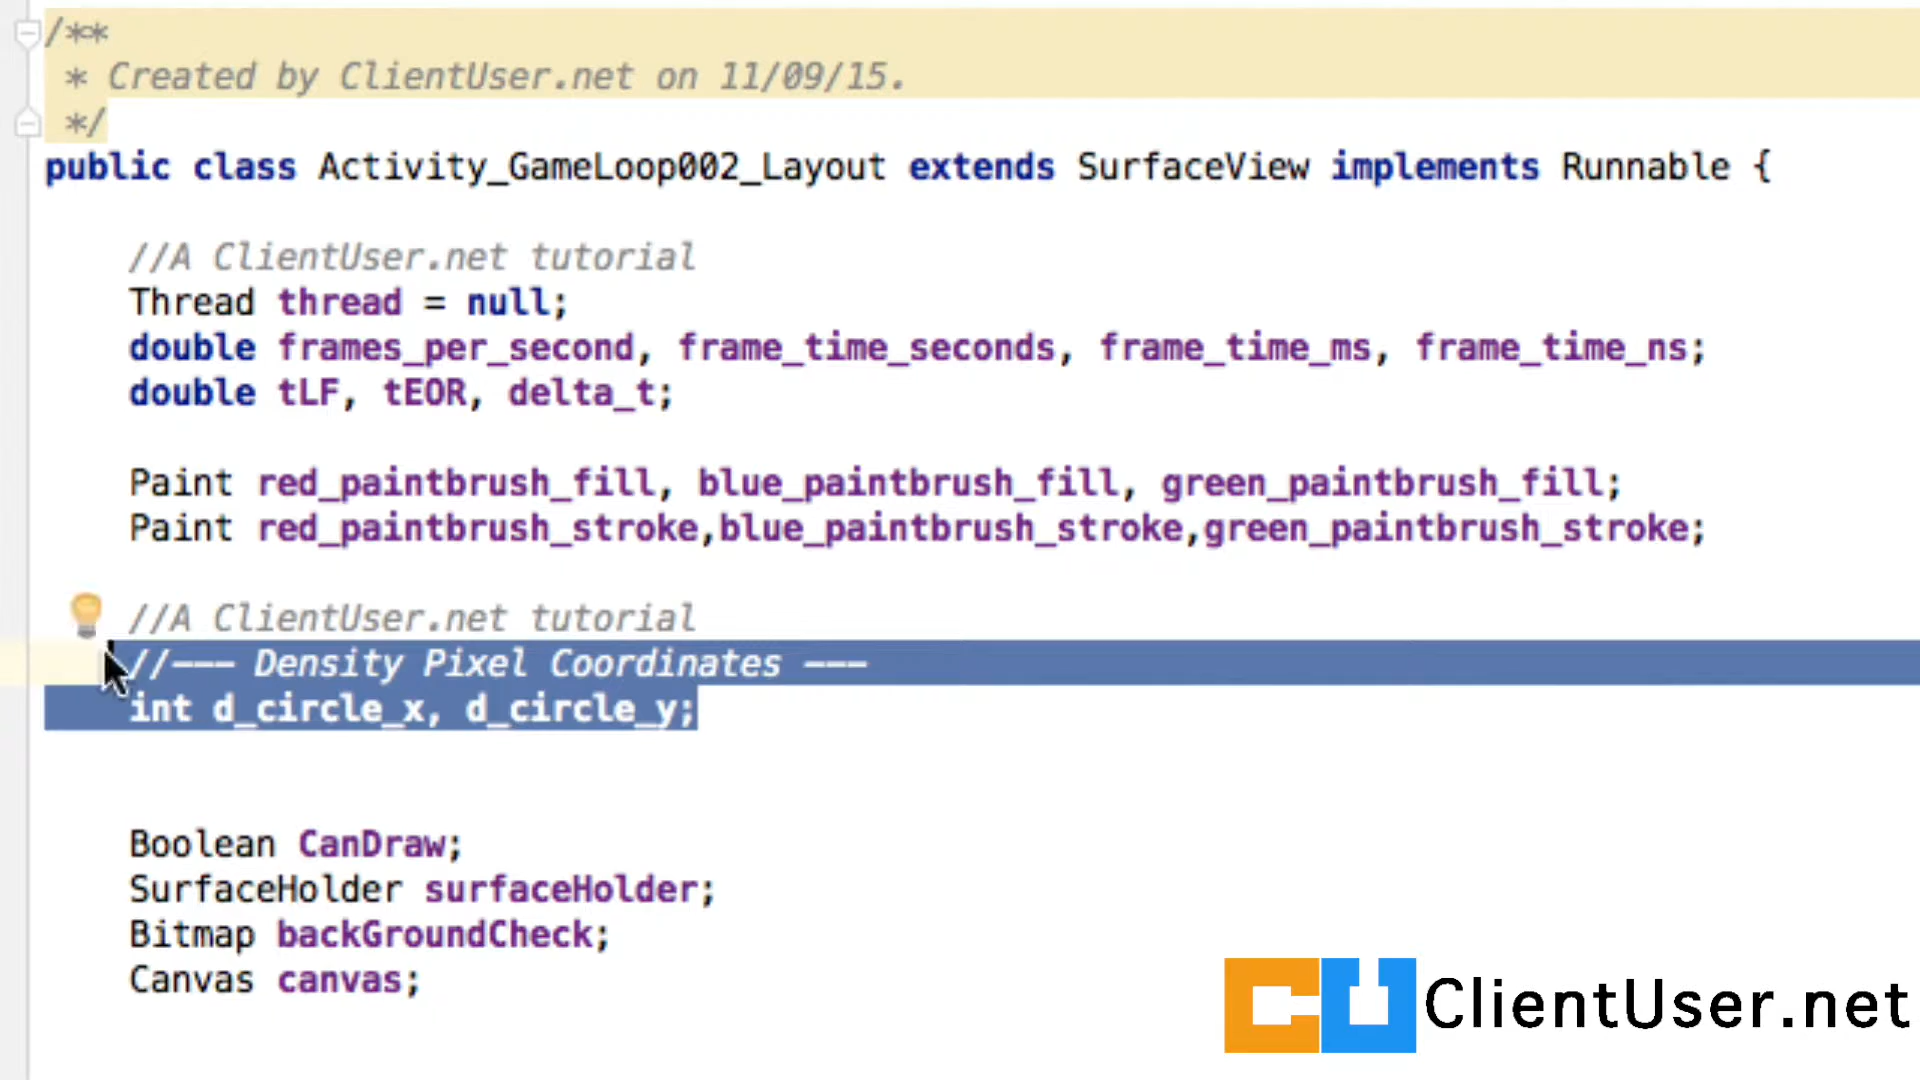 /**
* Created by ClientUser.net on 11/09/15.
*/
public class Activity_GameLoop002_Layout extends SurfaceView implements Runnable {
//A ClientUser.net tutorial
Thread thread = null;
double frames_per_second, frame_time_seconds, frame_time_ms, frame_time_ns;
double tLF, tEOR, delta_t;
Paint red_paintbrush_fill, blue_paintbrush_fill, green_paintbrush_fill;
Paint red_paintbrush_stroke,blue_paintbrush_stroke,green_paintbrush_stroke;
//A ClientUser.net tutorial
//--- Density Pixel Coordinates ---
int d_circle_x, d_circle_y;
Boolean CanDraw;
SurfaceHolder surfaceHolder;
Bitmap backGroundCheck;
Canvas canvas;
CU ClientUser.net